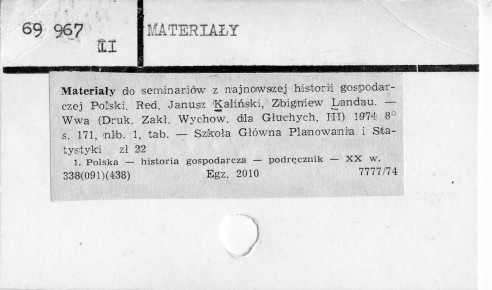 69 967
II
MATERIAŁY
Materiały do seminariów z najnowszej historii gospodar-
czej Polski. Red. Janusz Kaliński, Zbigniew Landau. —
Wwa (Druk. Zakł. Wychow. dla Głuchych, III) 1974 8°
s. 171, nlb. 1, tab. — Szkoła Główna Planowania i Sta-
tystyki zł 22
1. Polska — historia gospodarcza — podręcznik — XX w.
338(091)(438) Egz. 2010 7777/74